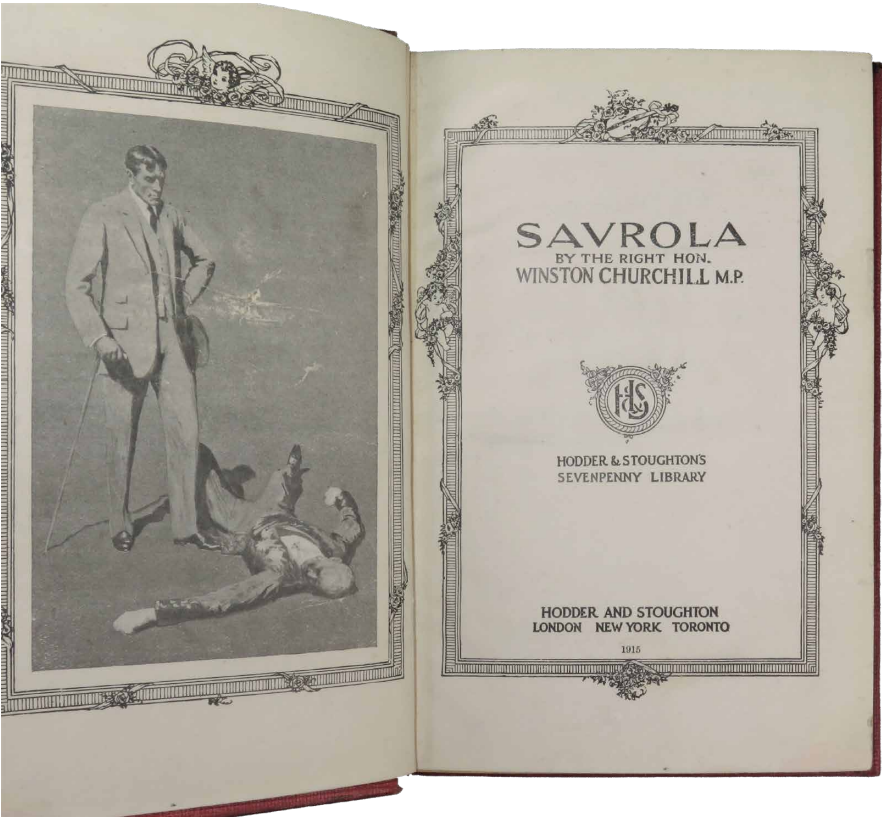 SAVROLA
BY THE RIGHT HON.
WINSTON CHURCHILL M.P.
H&S
HODDER & STOUGHTON'S
SEVENPENNY LIBRARY
HODDER AND STOUGHTON
LONDON NEW YORK TORONTO
1915